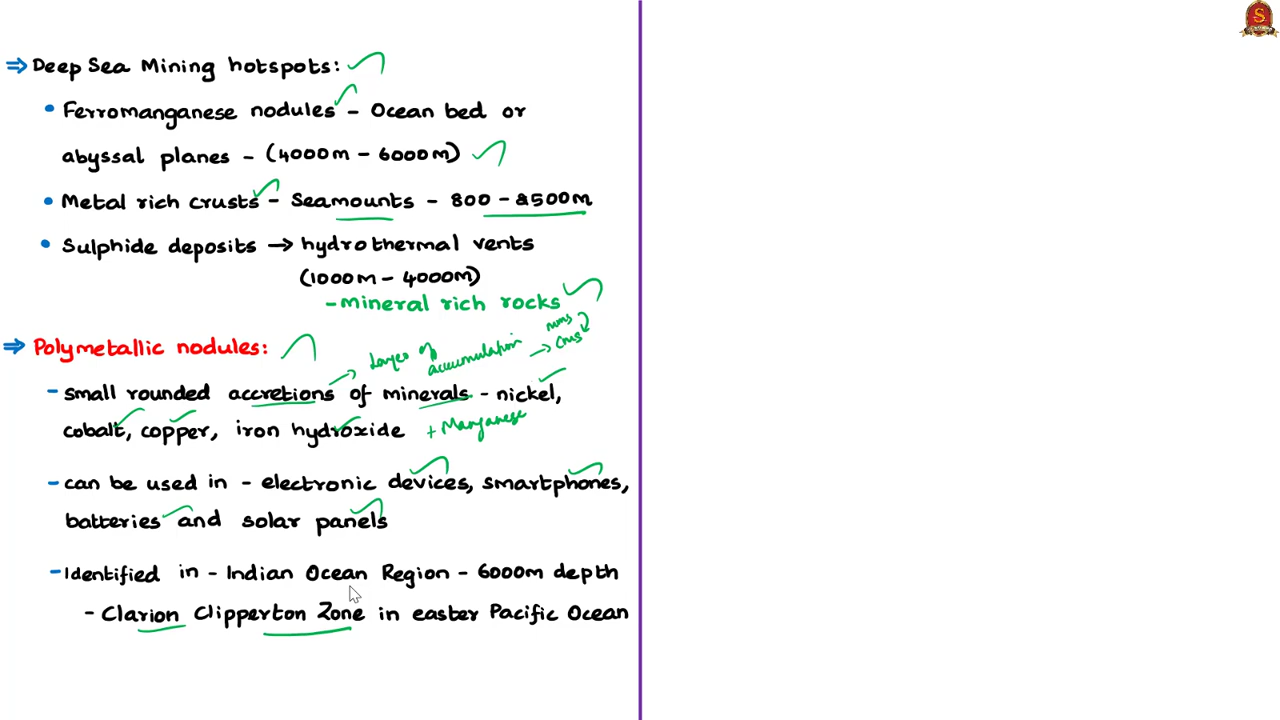 ⇒ Deep Sea Mining hotspots:
• Ferromanganese nodules - Ocean bed or
abyssal planes - (4000m - 6000m)
• Metal rich crusts - Seamounts - 800 - 2500m
• Sulphide deposits → hydrothermal vents
(1000m - 4000m)
- mineral rich rocks
⇒ Polymetallic nodules:
→ Layers of accumulation → mms cms
- small rounded accretions of minerals - nickel,
cobalt, copper, iron hydroxide + Manganese
- can be used in - electronic devices, smartphones,
batteries and solar panels
- Identified in - Indian Ocean Region - 6000m depth
- Clarion Clipperton Zone in easter Pacific Ocean
S